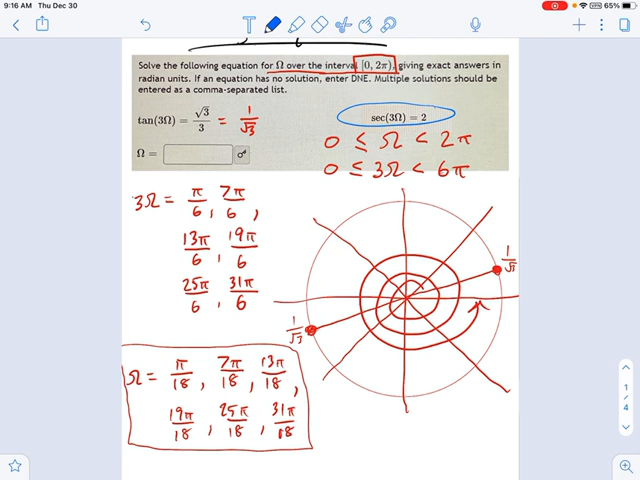 9:16 AM Thu Dec 30
65%
Solve the following equation for Ω over the interval [0, 2π), giving exact answers in
radian units. If an equation has no solution, enter DNE. Multiple solutions should be
entered as a comma-separated list.
tan(3Ω) = √3/3 = 1/√3
sec(3Ω) = 2
Ω =
0 ≤ Ω < 2π
0 ≤ 3Ω < 6π
3Ω = π/6, 7π/6,
13π/6, 19π/6
25π/6, 31π/6
1/√3
1/√3
Ω = π/18, 7π/18, 13π/18,
19π/18, 25π/18, 31π/18
1/4